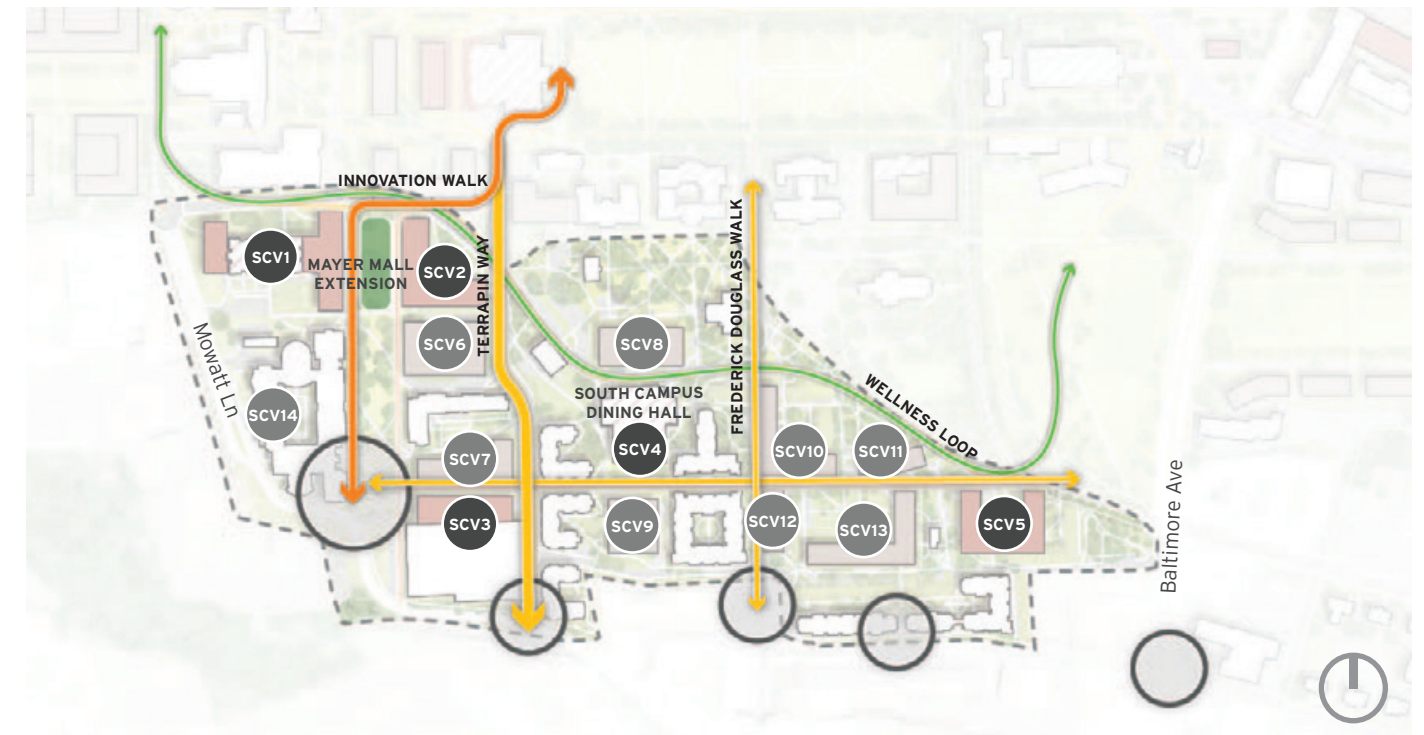 INNOVATION WALK
SCV1
MAYER MALL
EXTENSION
SCV2
TERRAPIN WAY
FREDERICK DOUGLASS WALK
Mowatt Ln
SCV6
SCV8
SOUTH CAMPUS
DINING HALL
WELLNESS LOOP
SCV14
SCV7
SCV4
SCV10
SCV11
SCV3
SCV9
SCV12
SCV13
SCV5
Baltimore Ave